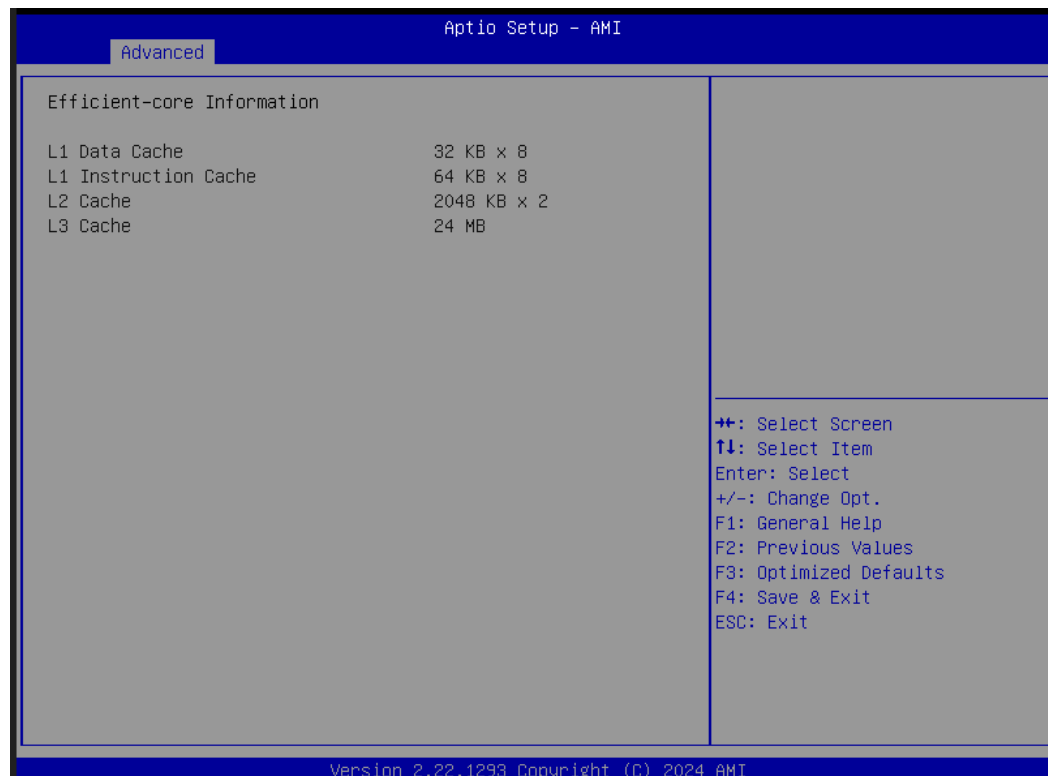 Aptio Setup - AMI
Advanced
Efficient-core Information
L1 Data Cache 32 KB x 8
L1 Instruction Cache 64 KB x 8
L2 Cache 2048 KB x 2
L3 Cache 24 MB
→←: Select Screen
↑↓: Select Item
Enter: Select
+/-: Change Opt.
F1: General Help
F2: Previous Values
F3: Optimized Defaults
F4: Save & Exit
ESC: Exit
Version 2.22.1293 Copyright (C) 2024 AMI